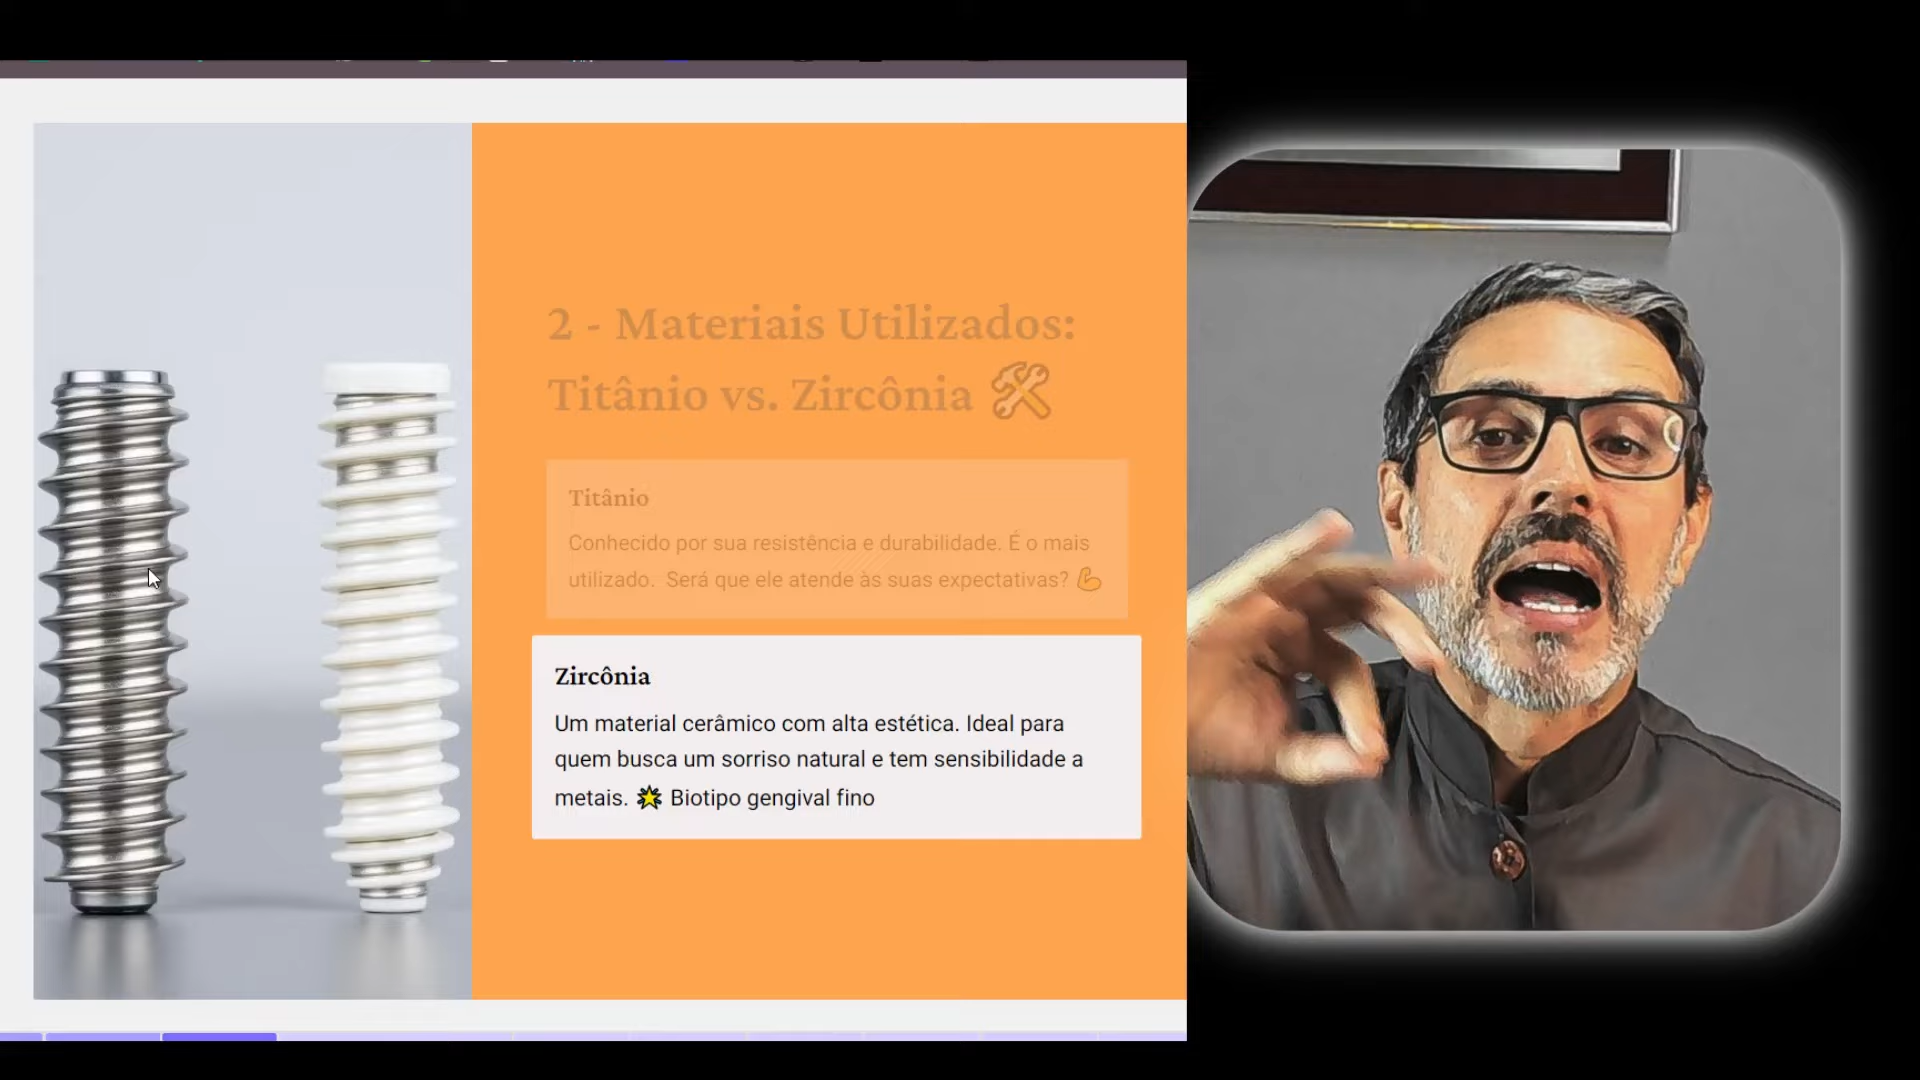 2 - Materiais Utilizados:
Titânio vs. Zircônia 🛠️
Titânio
Conhecido por sua resistência e durabilidade. É o mais
utilizado. Será que ele atende às suas expectativas? 💪
Zircônia
Um material cerâmico com alta estética. Ideal para
quem busca um sorriso natural e tem sensibilidade a
metais. 🌟 Biotipo gengival fino